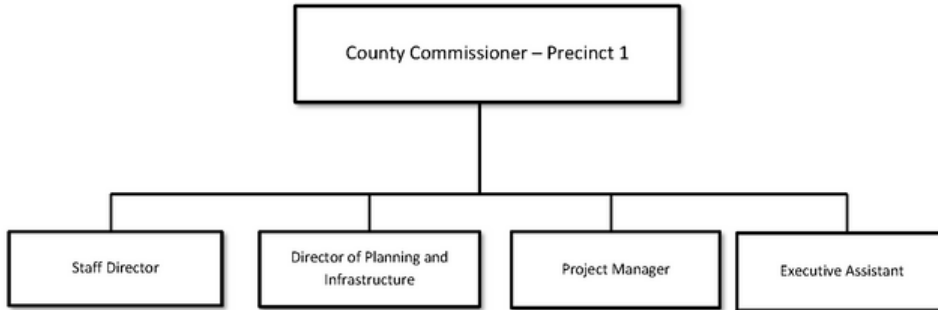 County Commissioner – Precinct 1
Staff Director
Director of Planning and
Infrastructure
Project Manager
Executive Assistant